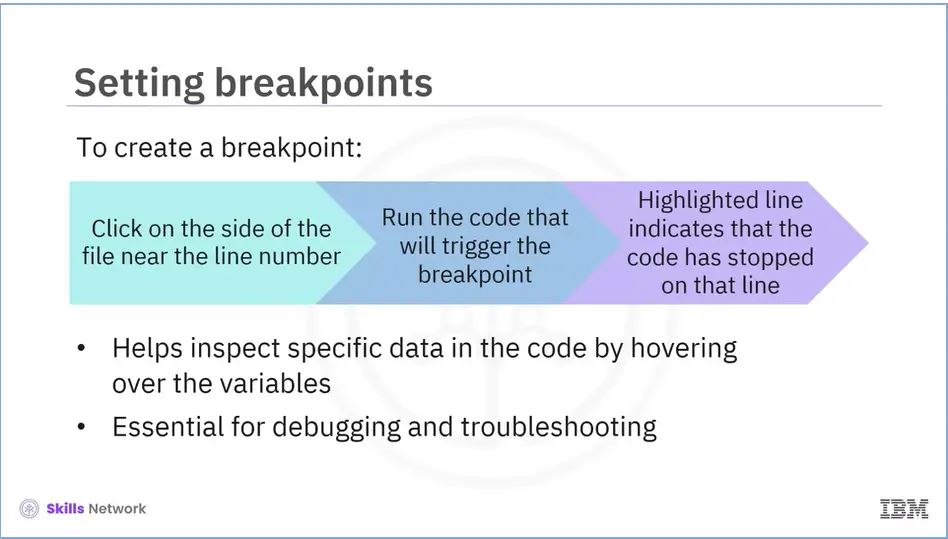 Setting breakpoints
To create a breakpoint:
Click on the side of the
file near the line number
Run the code that
will trigger the
breakpoint
Highlighted line
indicates that the
code has stopped
on that line
• Helps inspect specific data in the code by hovering
over the variables
• Essential for debugging and troubleshooting
Skills Network
IBM